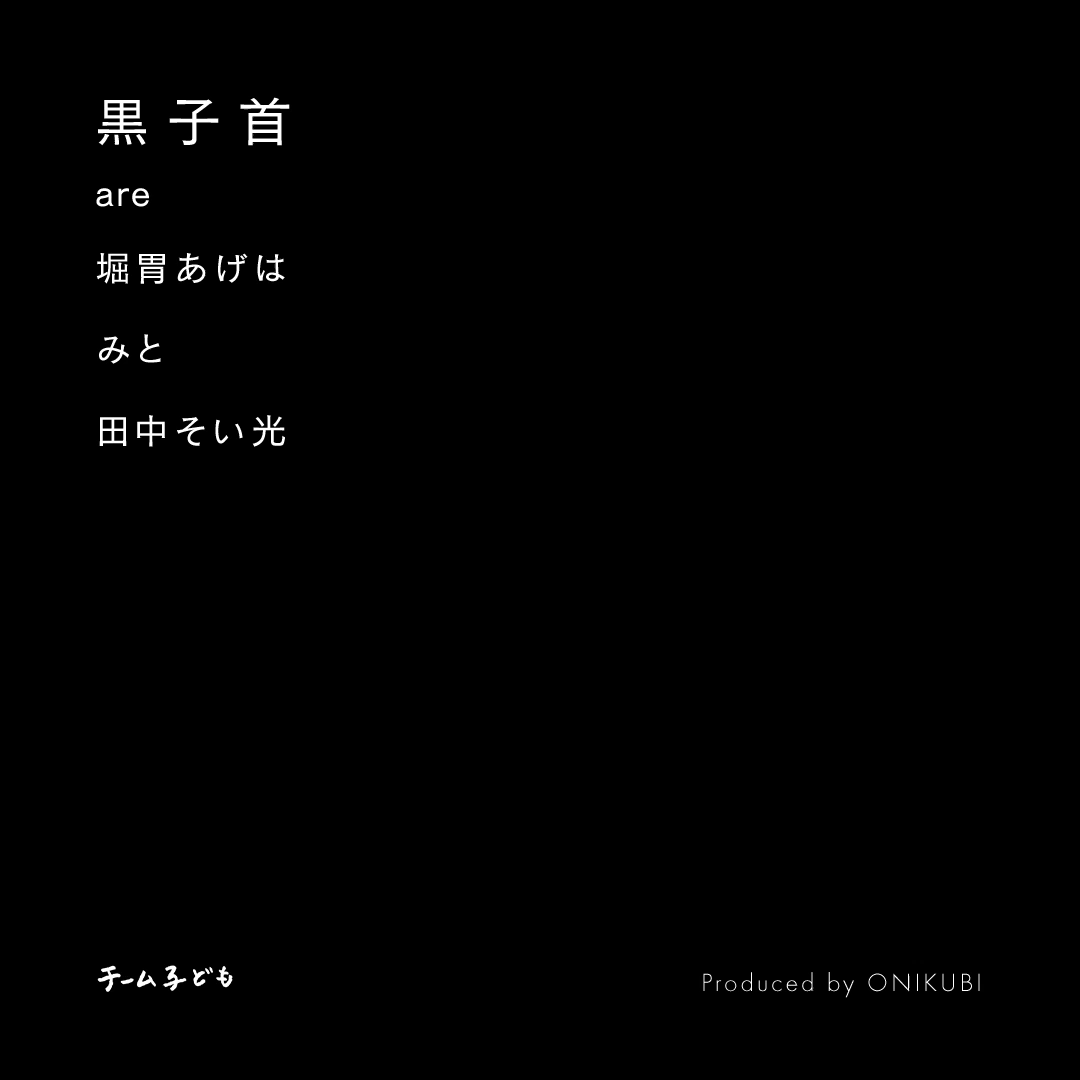 黒子首
are
堀胃あげは
みと
田中そい光
チーム子ども
Produced by ONIKUBI